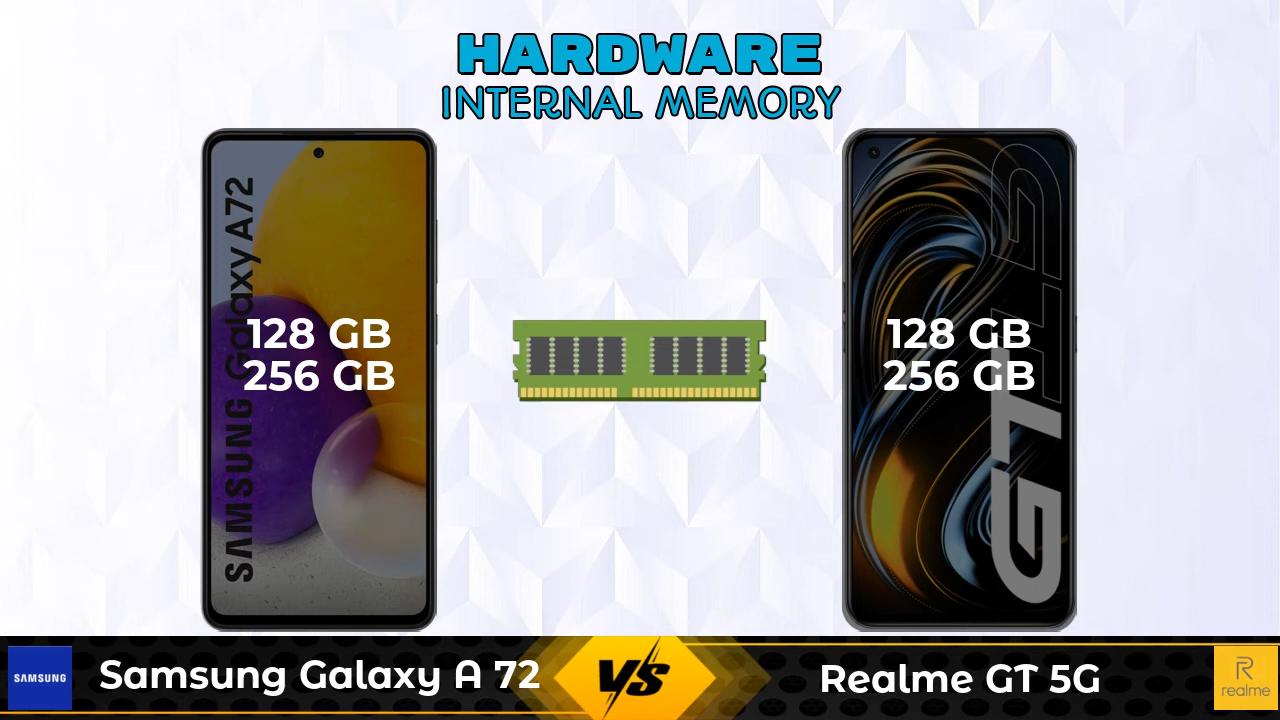 HARDWARE
INTERNAL MEMORY
SAMSUNG Galaxy A72
128 GB
256 GB
128 GB
256 GB
GT
SAMSUNG
Samsung Galaxy A 72
VS
Realme GT 5G
R
realme